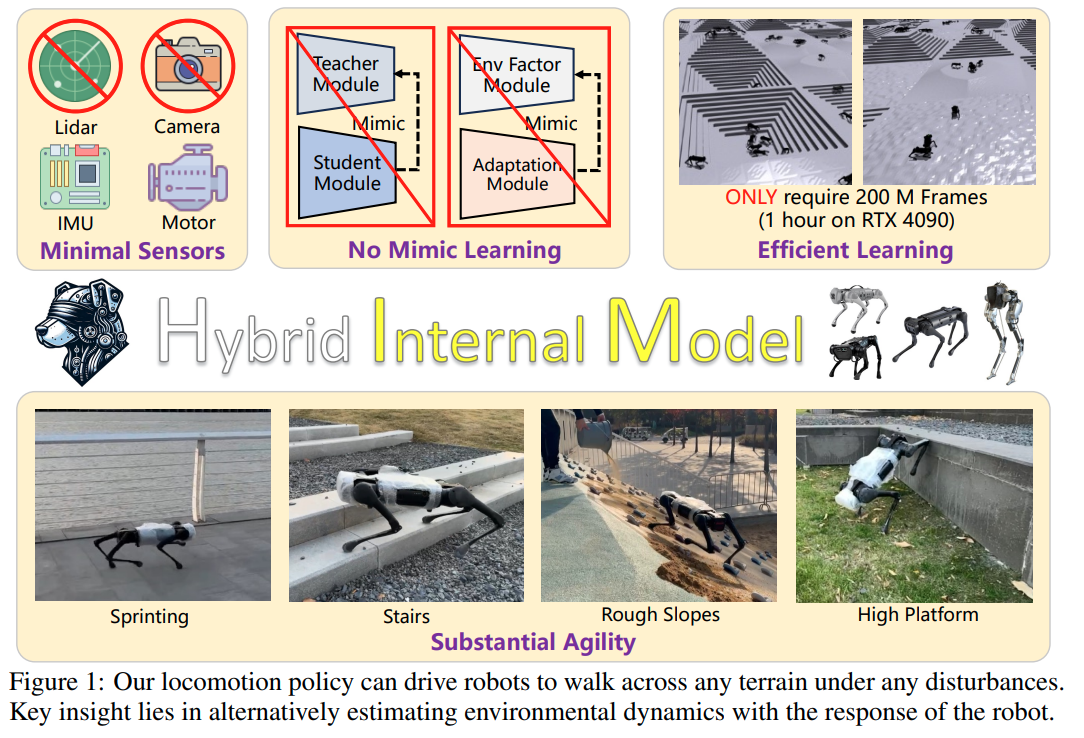 Lidar
Camera
IMU
Motor
Minimal Sensors
Teacher
Module
Mimic
Student
Module
Env Factor
Module
Mimic
Adaptation
Module
No Mimic Learning
ONLY require 200 M Frames
(1 hour on RTX 4090)
Efficient Learning
Hybrid Internal Model
Sprinting
Stairs
Rough Slopes
High Platform
Substantial Agility
Figure 1: Our locomotion policy can drive robots to walk across any terrain under any disturbances.
Key insight lies in alternatively estimating environmental dynamics with the response of the robot.